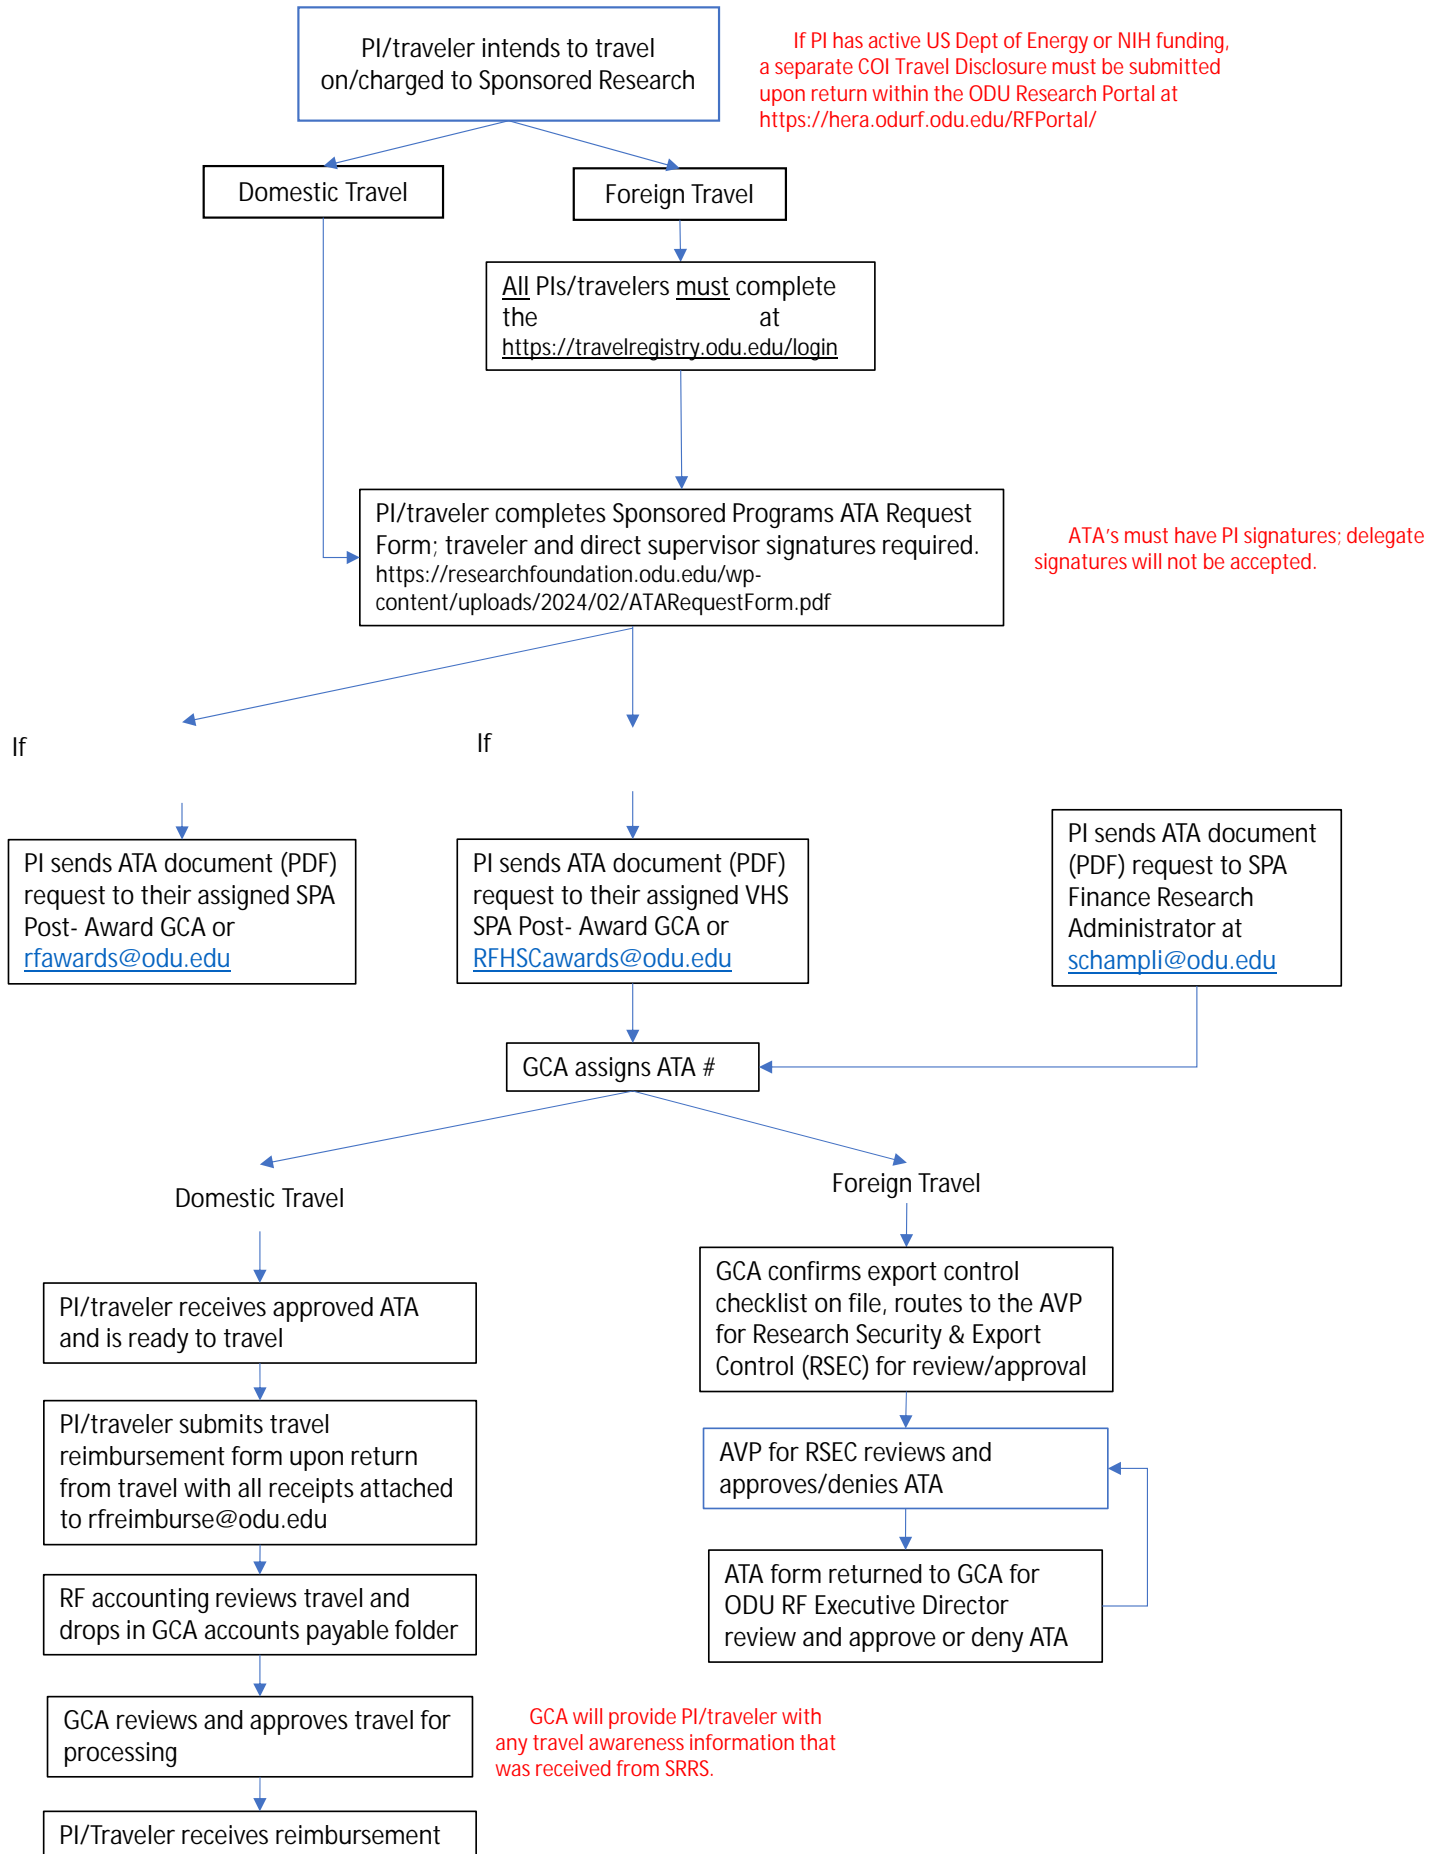 PI/traveler intends to travel
on/charged to Sponsored Research
If PI has active US Dept of Energy or NIH funding,
a separate COI Travel Disclosure must be submitted
upon return within the ODU Research Portal at
https://hera.odurf.odu.edu/RFPortal/
Domestic Travel
Foreign Travel
All PIs/travelers must complete
the at
https://travelregistry.odu.edu/login
PI/traveler completes Sponsored Programs ATA Request
Form; traveler and direct supervisor signatures required.
https://researchfoundation.odu.edu/wp-
content/uploads/2024/02/ATARequestForm.pdf
ATA's must have PI signatures; delegate
signatures will not be accepted.
If
If
PI sends ATA document (PDF)
request to their assigned SPA
Post- Award GCA or
rfawards@odu.edu
PI sends ATA document (PDF)
request to their assigned VHS
SPA Post- Award GCA or
RFHSCawards@odu.edu
PI sends ATA document
(PDF) request to SPA
Finance Research
Administrator at
schampli@odu.edu
GCA assigns ATA #
Domestic Travel
Foreign Travel
PI/traveler receives approved ATA
and is ready to travel
PI/traveler submits travel
reimbursement form upon return
from travel with all receipts attached
to rfreimburse@odu.edu
RF accounting reviews travel and
drops in GCA accounts payable folder
GCA reviews and approves travel for
processing
PI/Traveler receives reimbursement
GCA confirms export control
checklist on file, routes to the AVP
for Research Security & Export
Control (RSEC) for review/approval
AVP for RSEC reviews and
approves/denies ATA
ATA form returned to GCA for
ODU RF Executive Director
review and approve or deny ATA
GCA will provide PI/traveler with
any travel awareness information that
was received from SRRS.